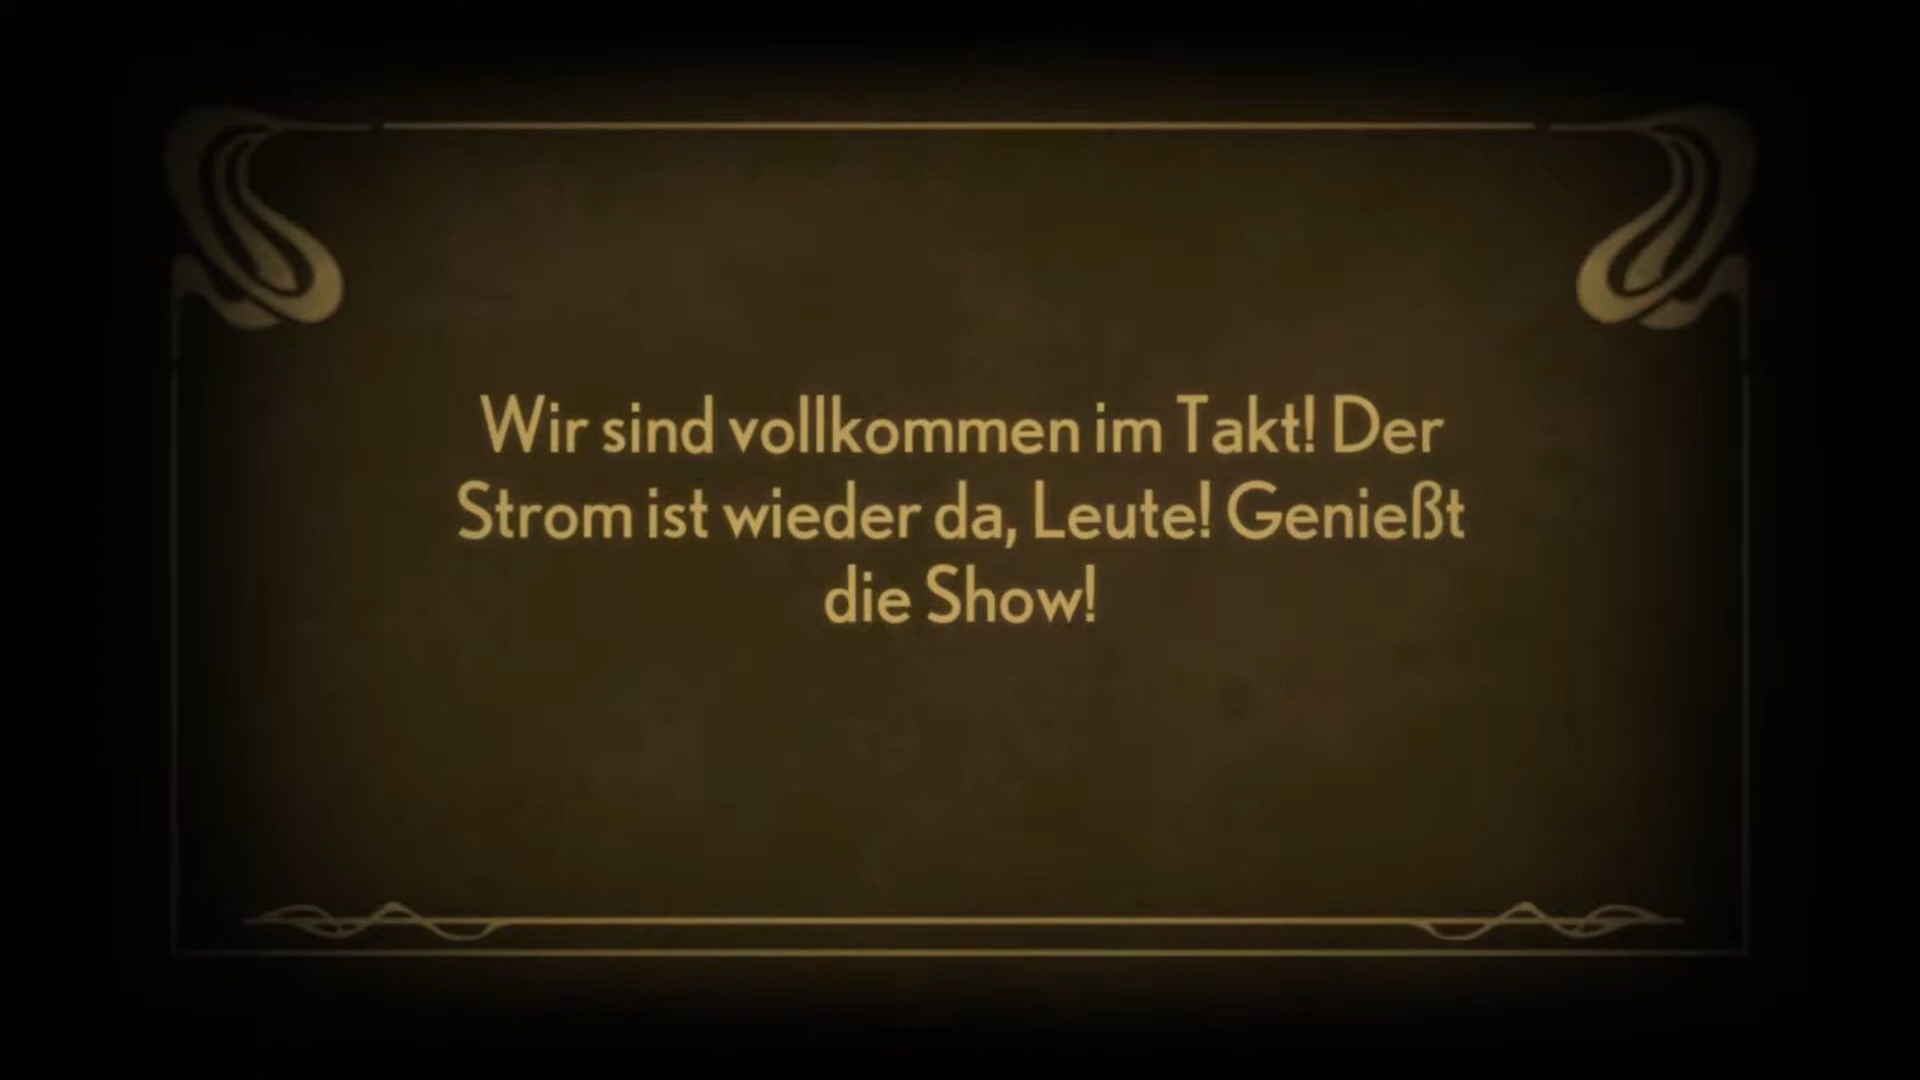 Wir sind vollkommen im Takt! Der
Strom ist wieder da, Leute! Genießt
die Show!